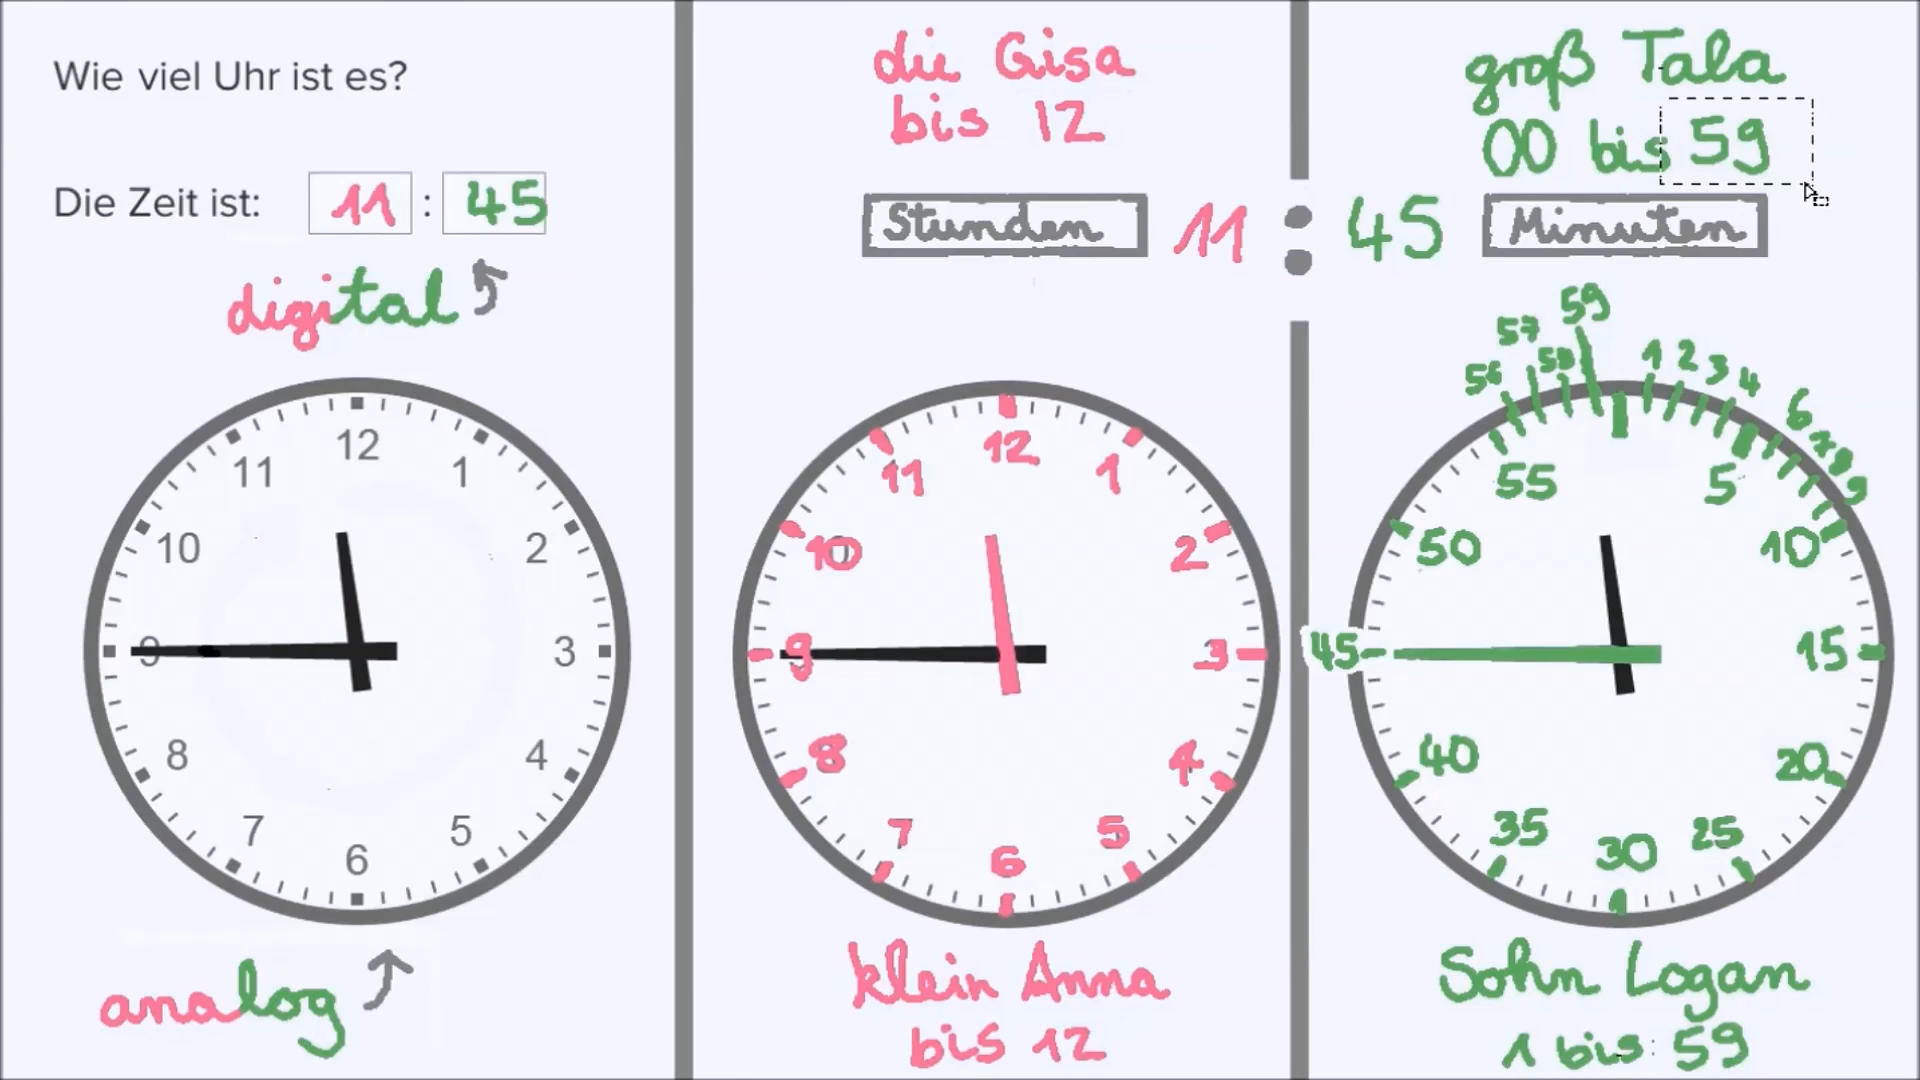 Wie viel Uhr ist es?
Die Zeit ist: 11 : 45
digital
12
11 1
10 2
9 3
8 4
7 5
6
analog
die Gisa
bis 12
Stunden 11 : 45 Minuten
12
11 1
10 2
9 3
8 4
7 5
6
klein Anna
bis 12
groß Tala
00 bis 59
59
57
58 1 2 3 4
56 6 7 8 9
55 5
50 10
45 15
40 20
35 25
30
Sohn Logan
1 bis 59